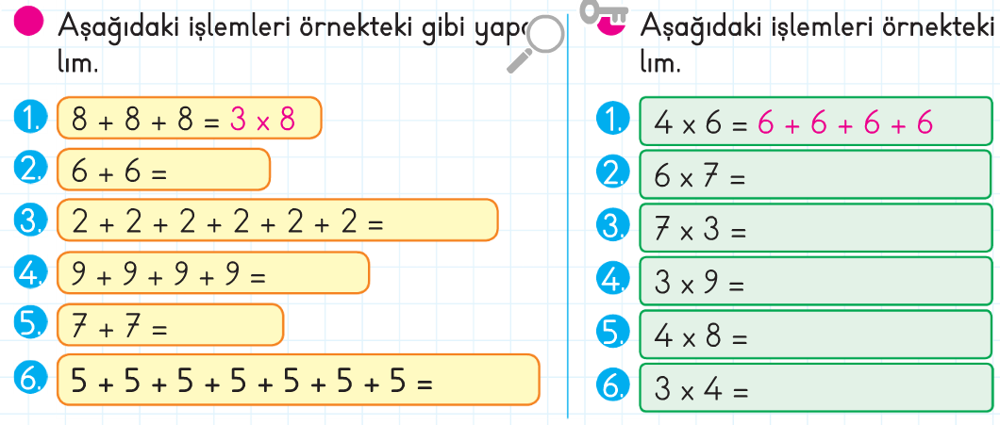 Aşağıdaki işlemleri örnekteki gibi
lım.
1. 8 + 8 + 8 = 3 x 8
2. 6 + 6 =
3. 2 + 2 + 2 + 2 + 2 + 2 =
4. 9 + 9 + 9 + 9 =
5. 7 + 7 =
6. 5 + 5 + 5 + 5 + 5 + 5 + 5 =
Aşağıdaki işlemleri örnekteki
lım.
1. 4 x 6 = 6 + 6 + 6 + 6
2. 6 x 7 =
3. 7 x 3 =
4. 3 x 9 =
5. 4 x 8 =
6. 3 x 4 =